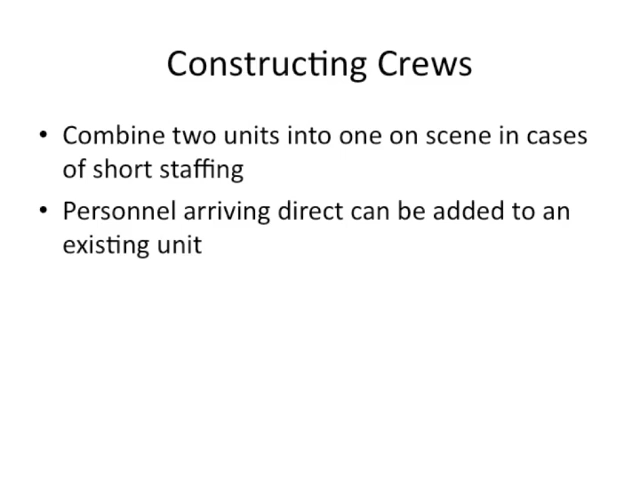 Constructing Crews
• Combine two units into one on scene in cases
of short staffing
• Personnel arriving direct can be added to an
existing unit